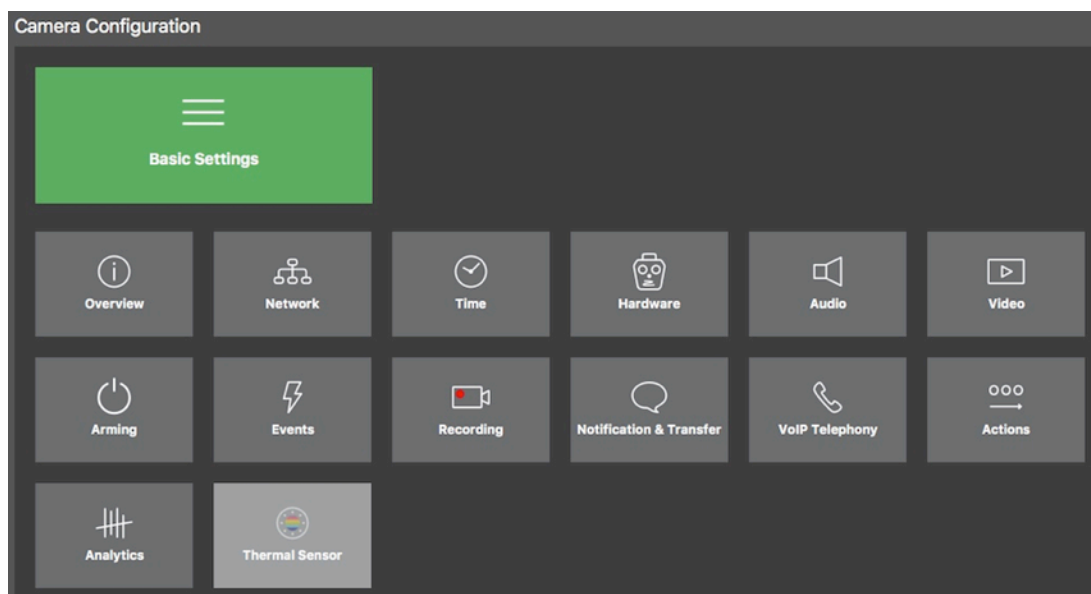 Camera Configuration
Basic Settings
Overview
Network
Time
Hardware
Audio
Video
Arming
Events
Recording
Notification & Transfer
VoIP Telephony
Actions
Analytics
Thermal Sensor